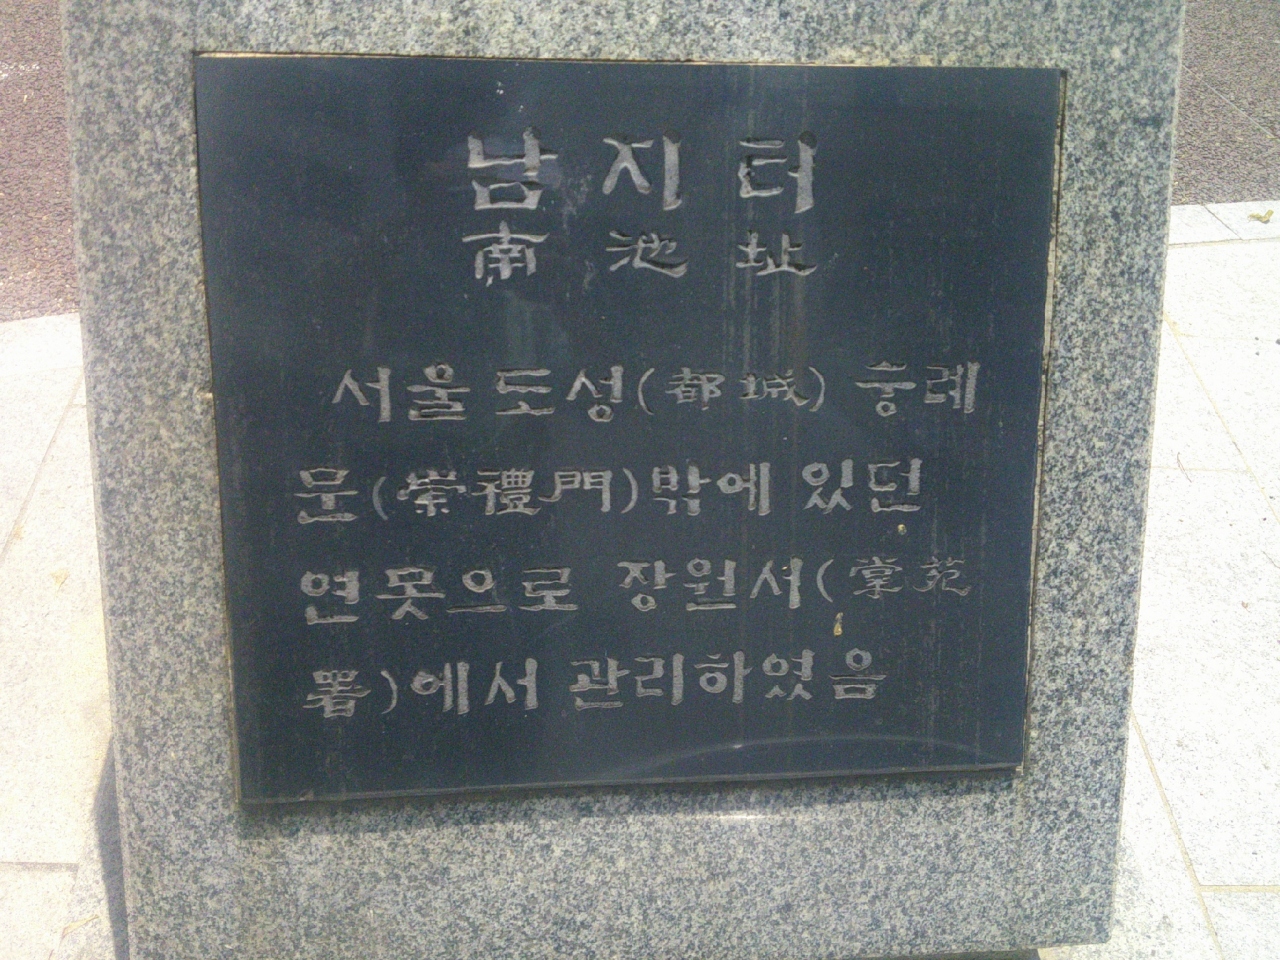 남지터
南池址
서울 도성(都城) 숭례
문(崇禮門)밖에 있던
연못으로 장원서(掌苑
署)에서 관리하였음